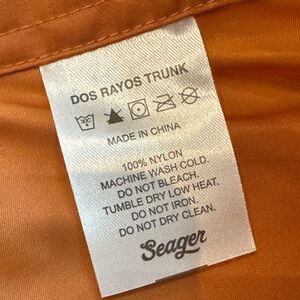 DOS RAYOS TRUNK
MADE IN CHINA
100% NYLON
MACHINE WASH COLD.
DO NOT BLEACH.
TUMBLE DRY LOW HEAT.
DO NOT IRON.
DO NOT DRY CLEAN.
Seager